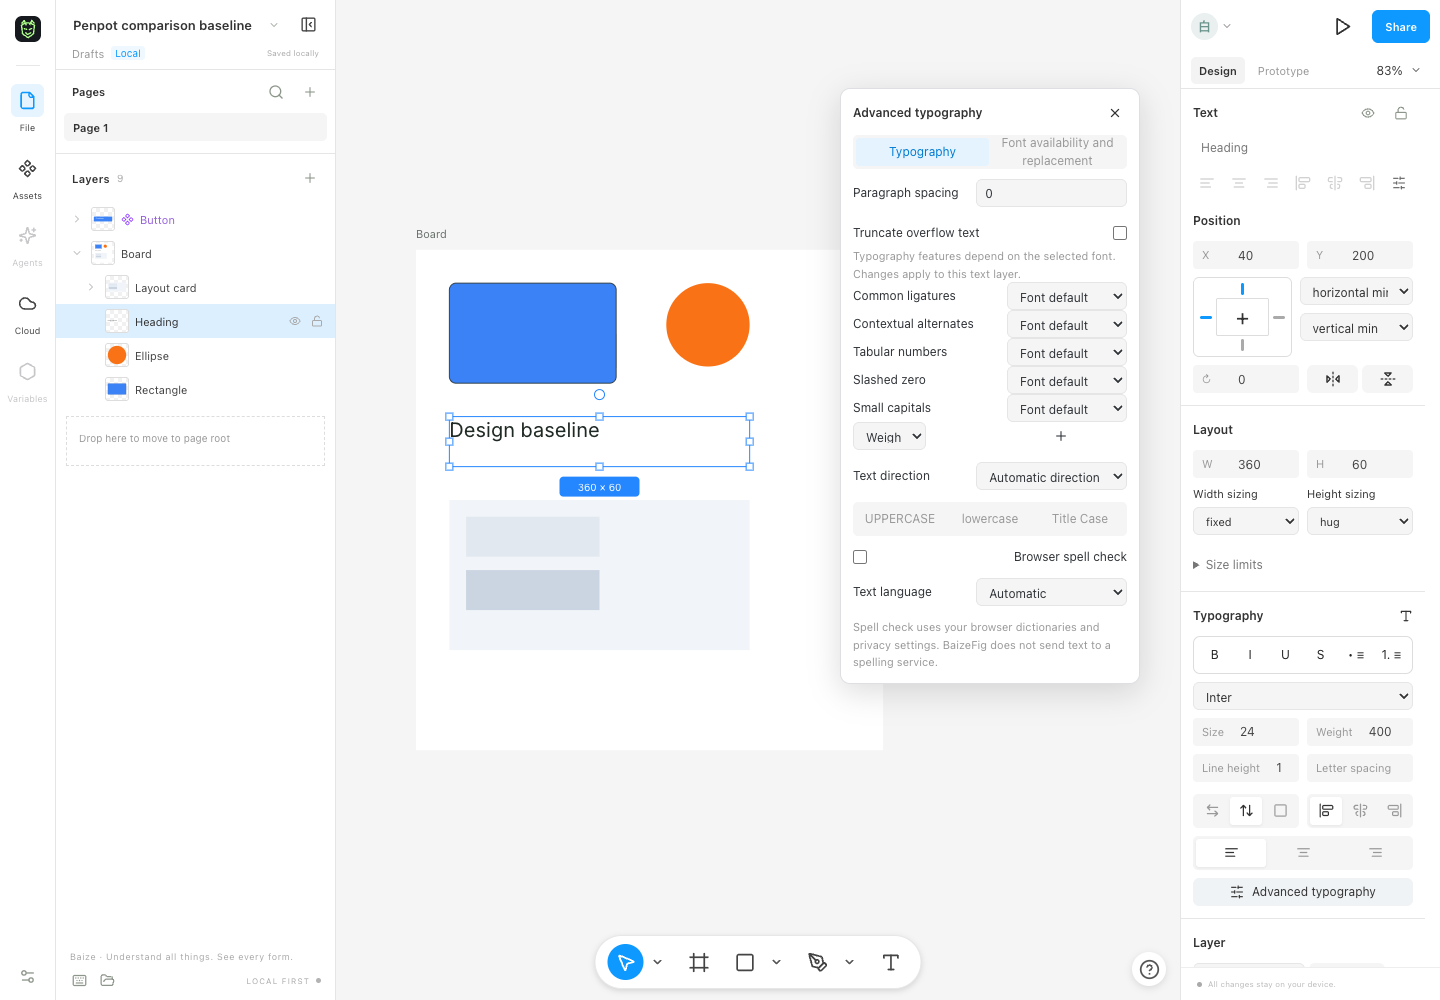 Penpot comparison baseline
Drafts
Local
Saved locally
File
Assets
Agents
Cloud
Variables
Pages
Page 1
Layers 9
Button
Board
Layout card
Heading
Ellipse
Rectangle
Drop here to move to page root
Baize · Understand all things. See every form.
LOCAL FIRST
Board
Design baseline
360 × 60
Advanced typography
Typography
Font availability and
replacement
Paragraph spacing 0
Truncate overflow text
Typography features depend on the selected font.
Changes apply to this text layer.
Common ligatures Font default
Contextual alternates Font default
Tabular numbers Font default
Slashed zero Font default
Small capitals Font default
Weigh
Text direction Automatic direction
UPPERCASE lowercase Title Case
Browser spell check
Text language Automatic
Spell check uses your browser dictionaries and
privacy settings. BaizeFig does not send text to a
spelling service.
白
Share
Design Prototype 83%
Text
Heading
Position
X 40 Y 200
horizontal min
vertical min
0
Layout
W 360 H 60
Width sizing Height sizing
fixed hug
Size limits
Typography
B I U S 1.
Inter
Size 24 Weight 400
Line height 1 Letter spacing
Advanced typography
Layer
All changes stay on your device.